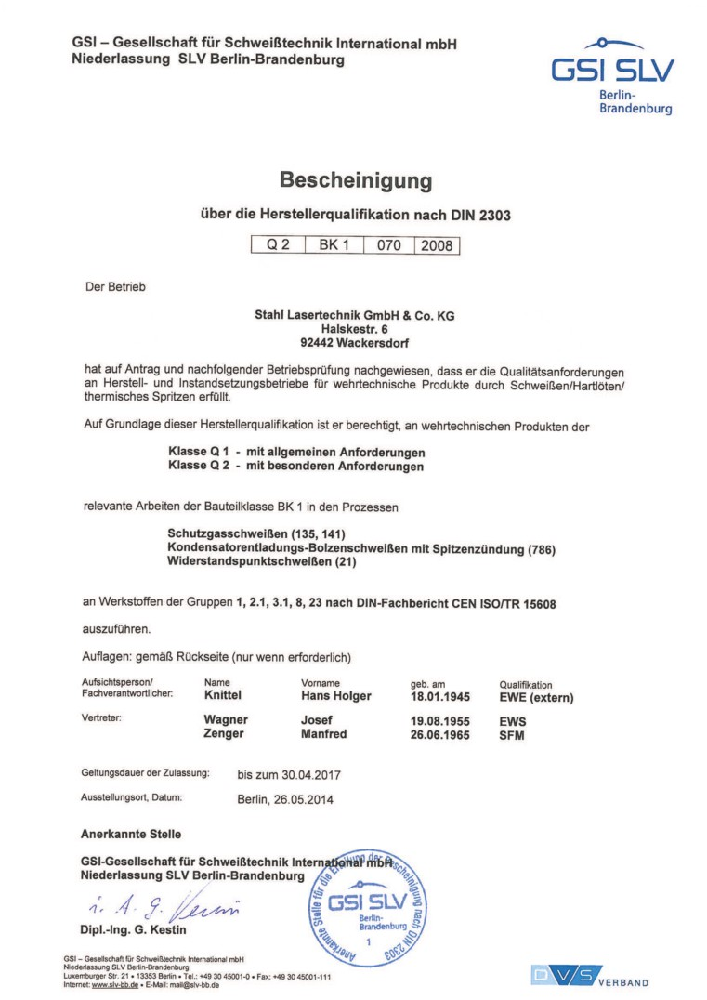 GSI – Gesellschaft für Schweißtechnik International mbH
Niederlassung SLV Berlin-Brandenburg
GSI SLV
Berlin-
Brandenburg
Bescheinigung
über die Herstellerqualifikation nach DIN 2303
Q 2 BK 1 070 2008
Der Betrieb
Stahl Lasertechnik GmbH & Co. KG
Halskestr. 6
92442 Wackersdorf
hat auf Antrag und nachfolgender Betriebsprüfung nachgewiesen, dass er die Qualitätsanforderungen
an Herstell- und Instandsetzungsbetriebe für wehrtechnische Produkte durch Schweißen/Hartlöten/
thermisches Spritzen erfüllt.
Auf Grundlage dieser Herstellerqualifikation ist er berechtigt, an wehrtechnischen Produkten der
Klasse Q 1 - mit allgemeinen Anforderungen
Klasse Q 2 - mit besonderen Anforderungen
relevante Arbeiten der Bauteilklasse BK 1 in den Prozessen
Schutzgasschweißen (135, 141)
Kondensatorentladungs-Bolzenschweißen mit Spitzenzündung (786)
Widerstandspunktschweißen (21)
an Werkstoffen der Gruppen 1, 2.1, 3.1, 8, 23 nach DIN-Fachbericht CEN ISO/TR 15608
auszuführen.
Auflagen: gemäß Rückseite (nur wenn erforderlich)
Aufsichtsperson/ Name Vorname geb. am Qualifikation
Fachverantwortlicher: Knittel Hans Holger 18.01.1945 EWE (extern)
Vertreter: Wagner Josef 19.08.1955 EWS
Zenger Manfred 26.06.1965 SFM
Geltungsdauer der Zulassung: bis zum 30.04.2017
Ausstellungsort, Datum: Berlin, 26.05.2014
Anerkannte Stelle
GSI-Gesellschaft für Schweißtechnik International mbH
Niederlassung SLV Berlin-Brandenburg
Anerkannte Stelle für die Erteilung der Bescheinigung nach DIN 2303
GSI SLV
Berlin-
Brandenburg
1
i. A. G.
Dipl.-Ing. G. Kestin
GSI – Gesellschaft für Schweißtechnik International mbH
Niederlassung SLV Berlin-Brandenburg
Luxemburger Str. 21 • 13353 Berlin • Tel.: +49 30 45001-0 • Fax: +49 30 45001-111
Internet: www.slv-bb.de • E-Mail: mail@slv-bb.de
DVS VERBAND